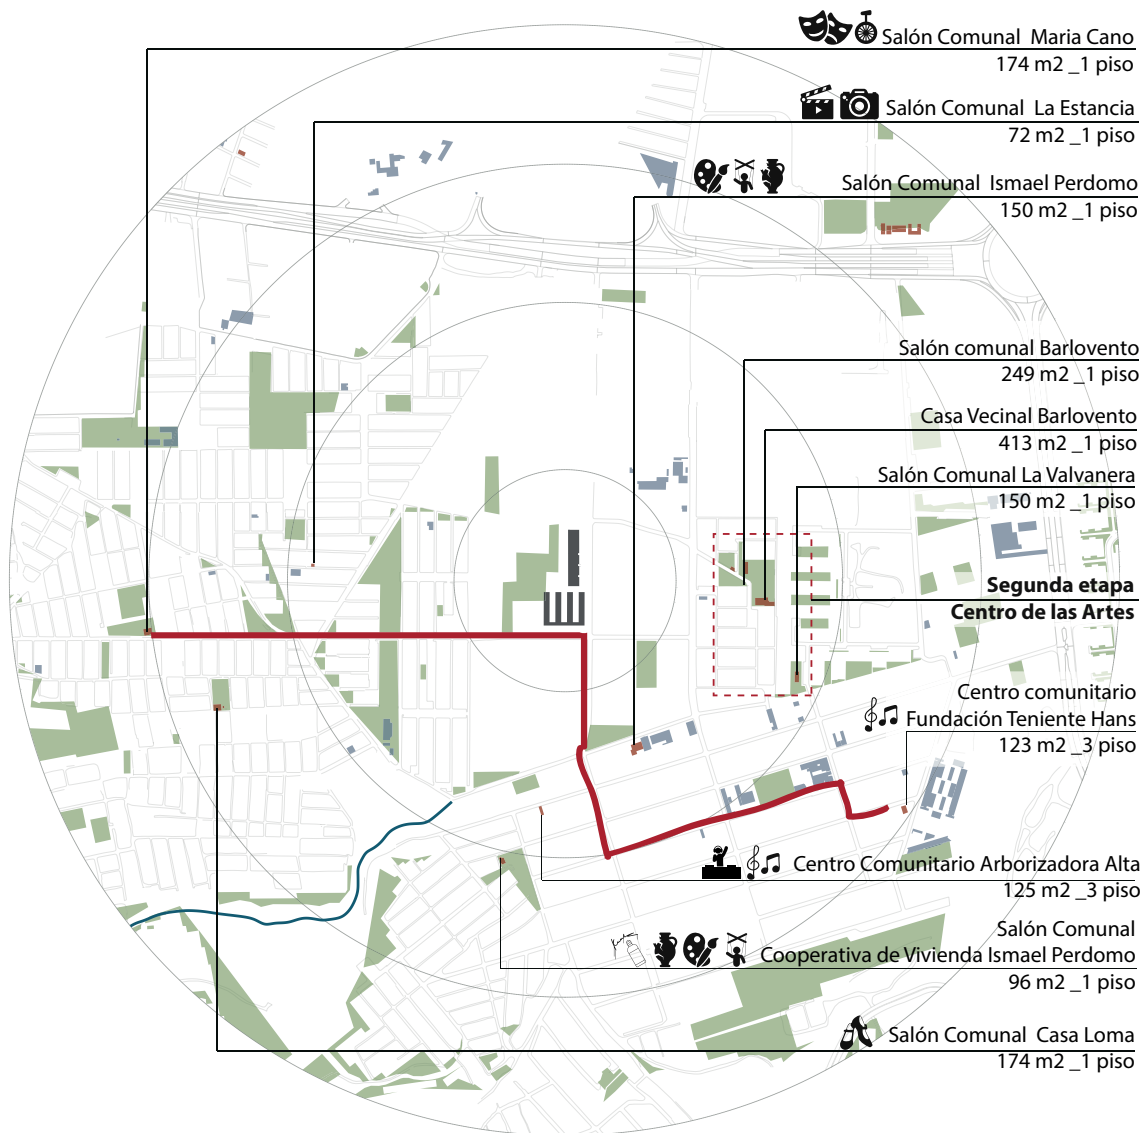 Salón Comunal Maria Cano
174 m2 _1 piso
Salón Comunal La Estancia
72 m2 _1 piso
Salón Comunal Ismael Perdomo
150 m2 _1 piso
Salón comunal Barlovento
249 m2 _1 piso
Casa Vecinal Barlovento
413 m2 _1 piso
Salón Comunal La Valvanera
150 m2 _1 piso
Segunda etapa
Centro de las Artes
Centro comunitario
Fundación Teniente Hans
123 m2 _3 piso
Centro Comunitario Arborizadora Alta
125 m2 _3 piso
Salón Comunal
Cooperativa de Vivienda Ismael Perdomo
96 m2 _1 piso
Salón Comunal Casa Loma
174 m2 _1 piso